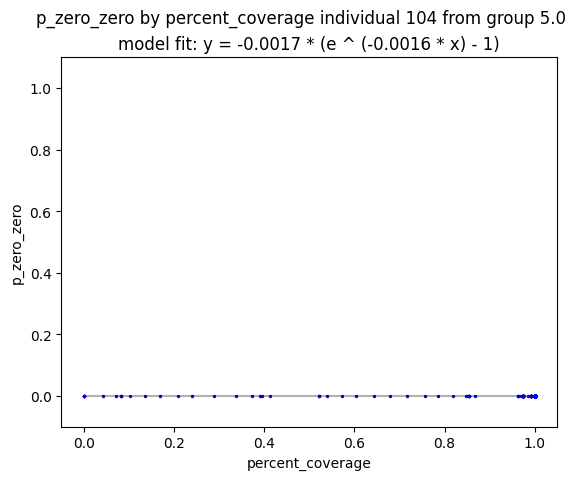 p_zero_zero by percent_coverage individual 104 from group 5.0
model fit: y = -0.0017 * (e ^ (-0.0016 * x) - 1)
1.0
0.8
0.6
0.4
0.2
0.0
p_zero_zero
0.0 0.2 0.4 0.6 0.8 1.0
percent_coverage